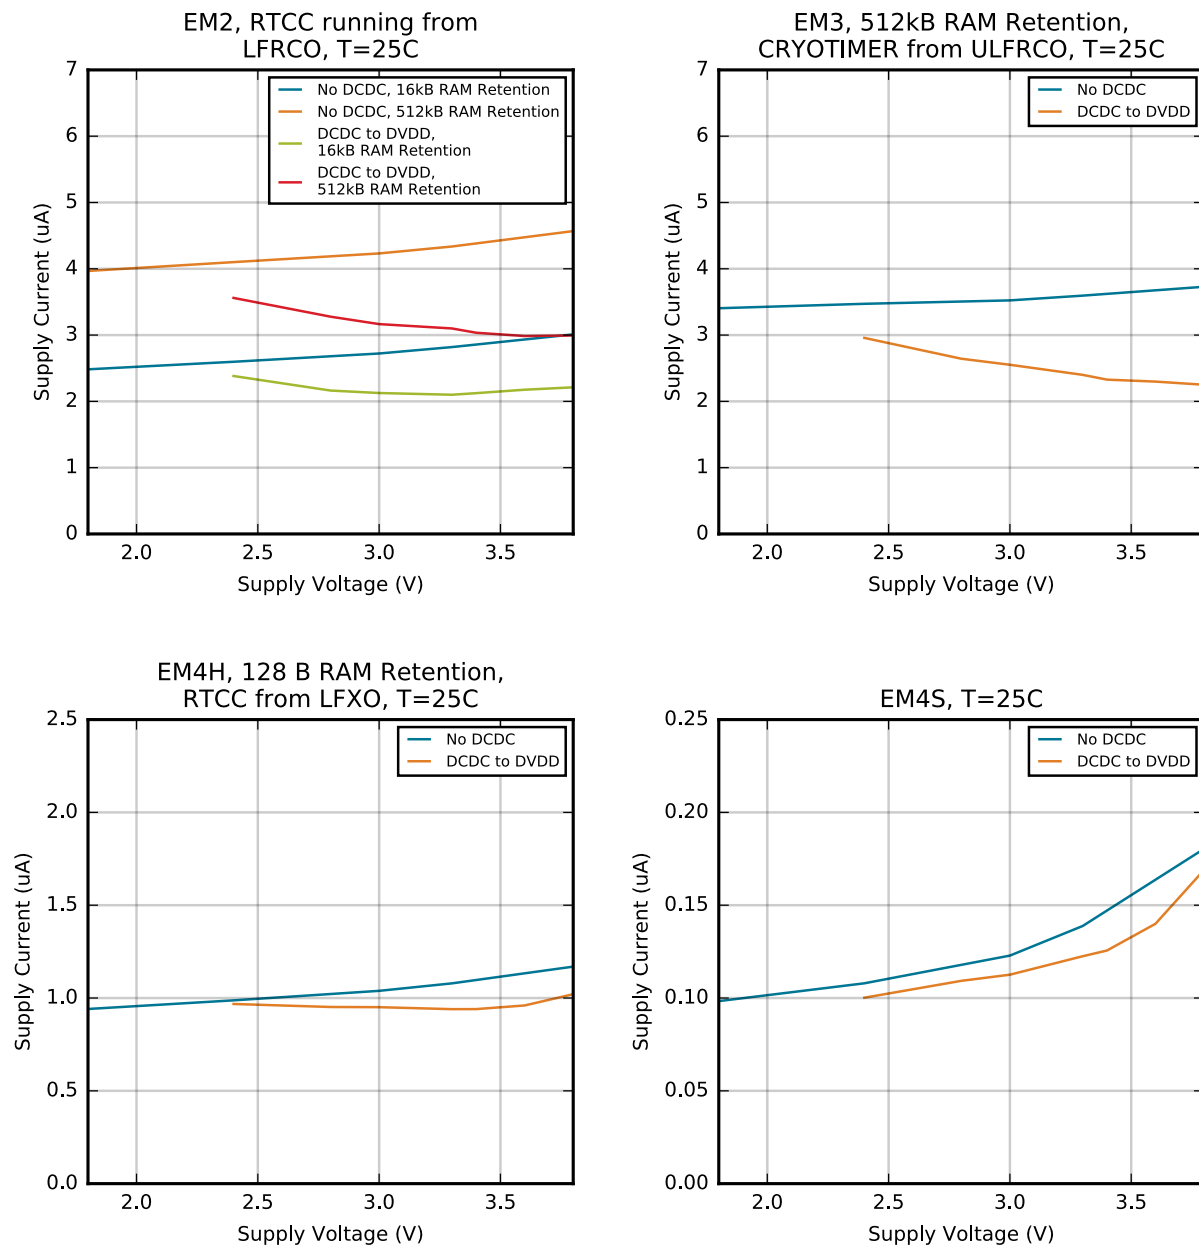 EM2, RTCC running from
LFRCO, T=25C
7
6
5
4
3
2
1
0
Supply Current (uA)
No DCDC, 16kB RAM Retention
No DCDC, 512kB RAM Retention
DCDC to DVDD,
16kB RAM Retention
DCDC to DVDD,
512kB RAM Retention
2.0 2.5 3.0 3.5
Supply Voltage (V)
EM3, 512kB RAM Retention,
CRYOTIMER from ULFRCO, T=25C
7
6
5
4
3
2
1
0
Supply Current (uA)
No DCDC
DCDC to DVDD
2.0 2.5 3.0 3.5
Supply Voltage (V)
EM4H, 128 B RAM Retention,
RTCC from LFXO, T=25C
2.5
2.0
1.5
1.0
0.5
0.0
Supply Current (uA)
No DCDC
DCDC to DVDD
2.0 2.5 3.0 3.5
Supply Voltage (V)
EM4S, T=25C
0.25
0.20
0.15
0.10
0.05
0.00
Supply Current (uA)
No DCDC
DCDC to DVDD
2.0 2.5 3.0 3.5
Supply Voltage (V)